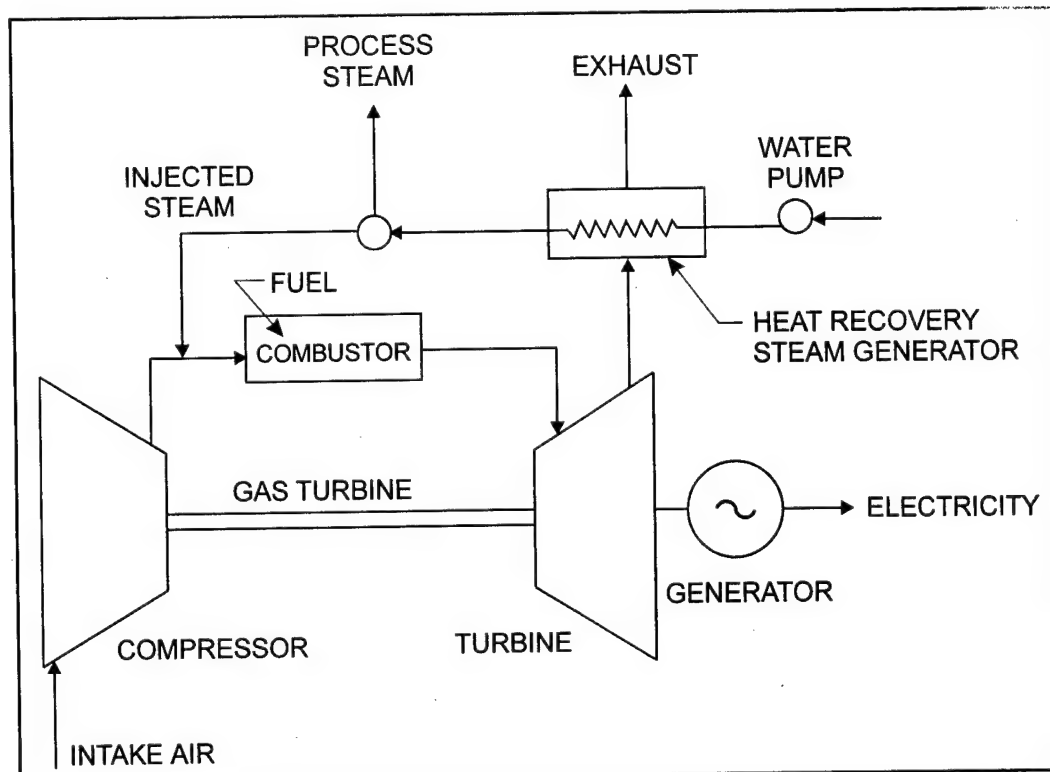 PROCESS
STEAM
EXHAUST
WATER
PUMP
INJECTED
STEAM
FUEL
COMBUSTOR
HEAT RECOVERY
STEAM GENERATOR
GAS TURBINE
ELECTRICITY
GENERATOR
COMPRESSOR
TURBINE
INTAKE AIR